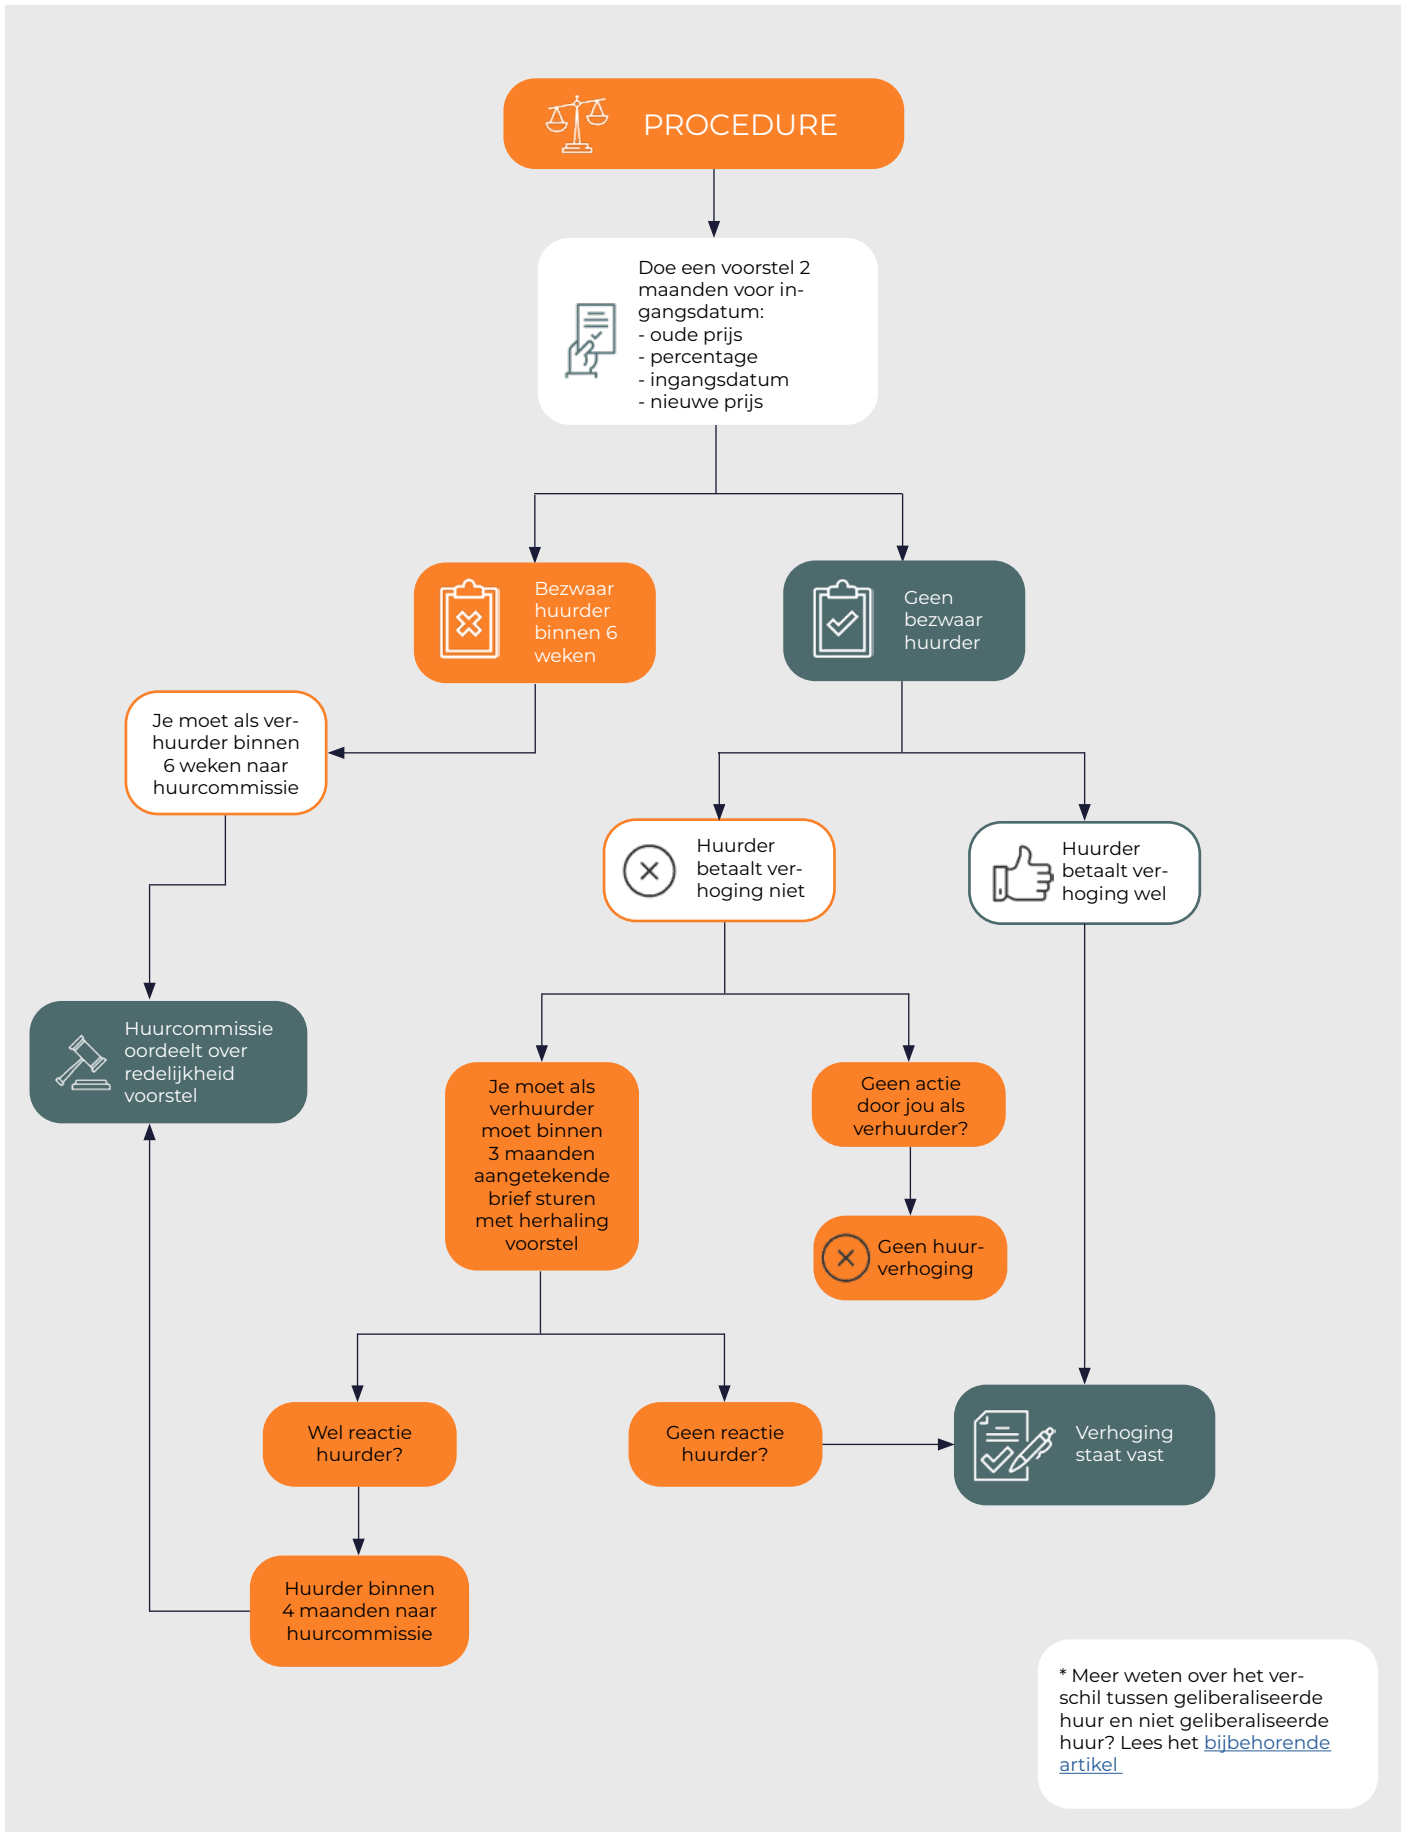 PROCEDURE
Doe een voorstel 2
maanden voor in-
gangsdatum:
- oude prijs
- percentage
- ingangsdatum
- nieuwe prijs
Bezwaar
huurder
binnen 6
weken
Geen
bezwaar
huurder
Je moet als ver-
huurder binnen
6 weken naar
huurcommissie
Huurder
betaalt ver-
hoging niet
Huurder
betaalt ver-
hoging wel
Huurcommissie
oordeelt over
redelijkheid
voorstel
Je moet als
verhuurder
moet binnen
3 maanden
aangetekende
brief sturen
met herhaling
voorstel
Geen actie
door jou als
verhuurder?
Geen huur-
verhoging
Wel reactie
huurder?
Geen reactie
huurder?
Verhoging
staat vast
Huurder binnen
4 maanden naar
huurcommissie
* Meer weten over het ver-
schil tussen geliberaliseerde
huur en niet geliberaliseerde
huur? Lees het bijbehorende
artikel